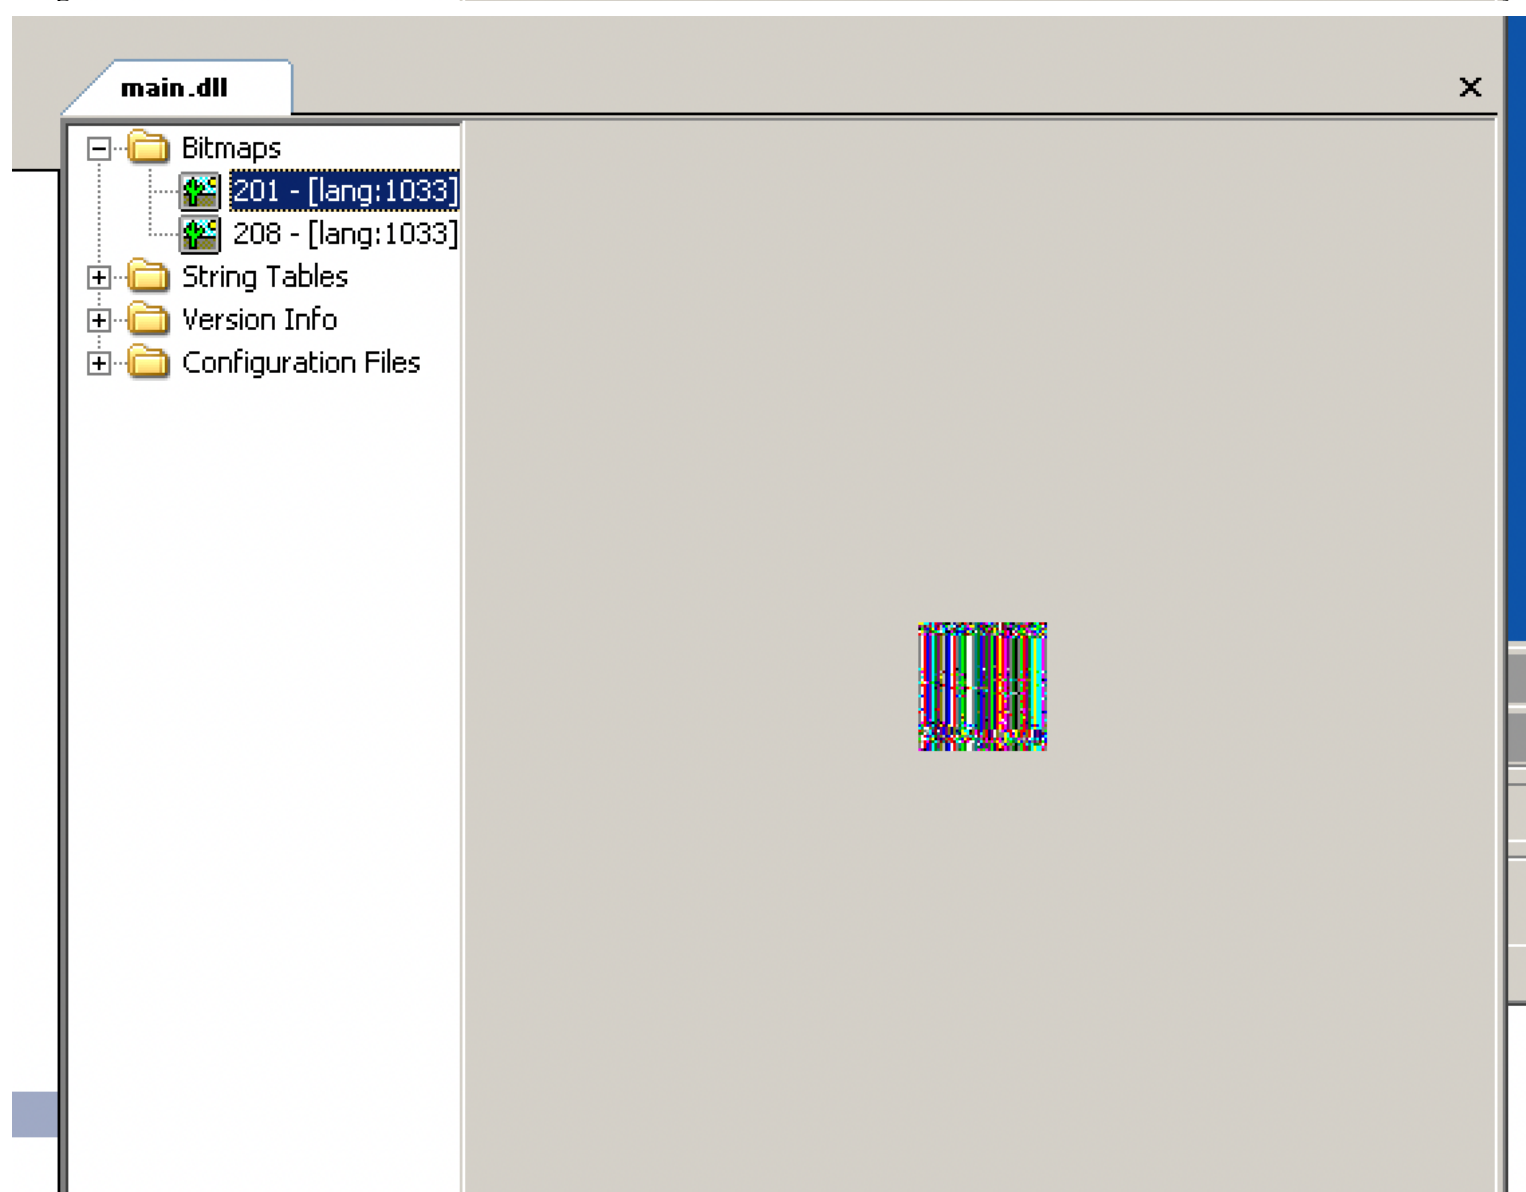 main.dll
Bitmaps
201 - [lang:1033]
208 - [lang:1033]
String Tables
Version Info
Configuration Files